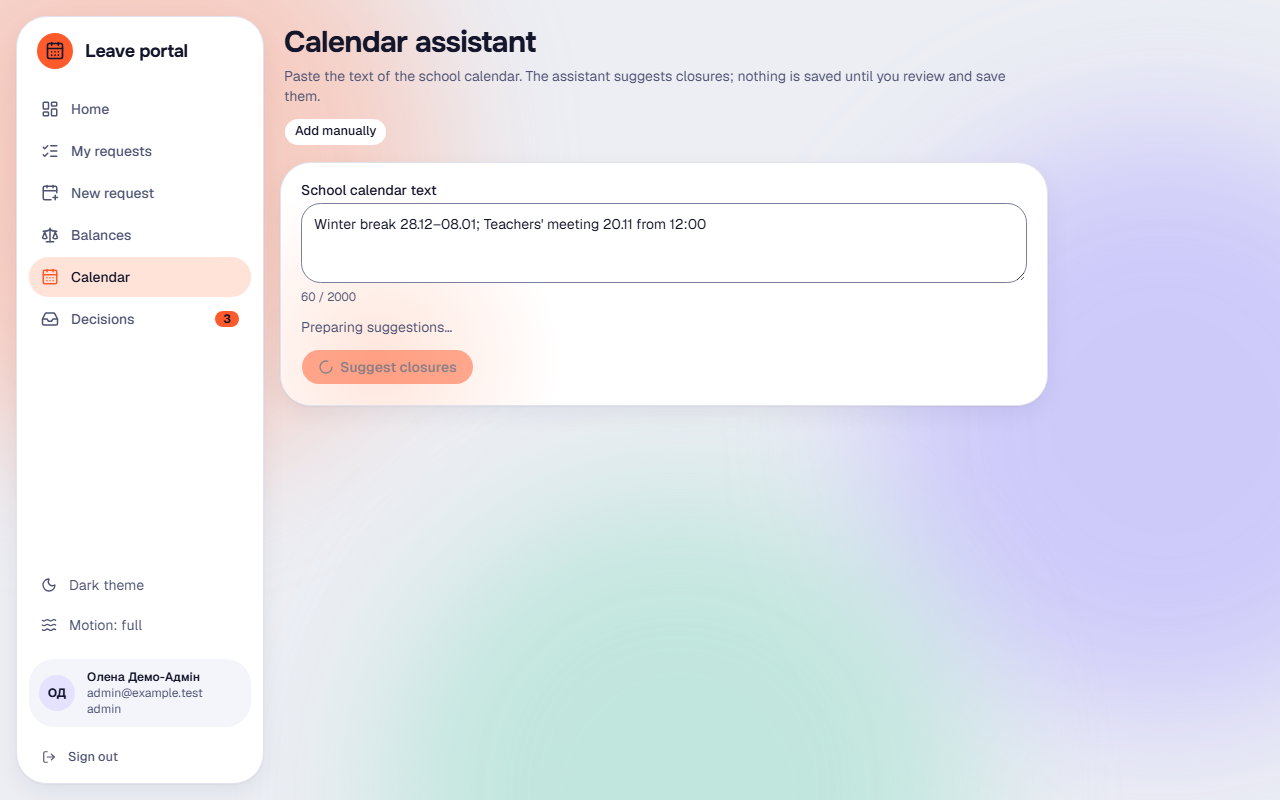 Leave portal
Home
My requests
New request
Balances
Calendar
Decisions
3
Dark theme
Motion: full
ОД
Олена Демо-Адмін
admin@example.test
admin
Sign out
Calendar assistant
Paste the text of the school calendar. The assistant suggests closures; nothing is saved until you review and save
them.
Add manually
School calendar text
Winter break 28.12–08.01; Teachers' meeting 20.11 from 12:00
60 / 2000
Preparing suggestions…
Suggest closures